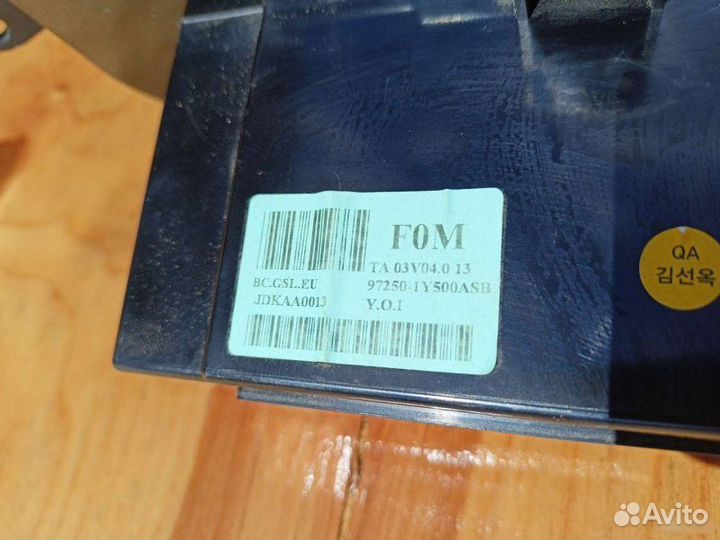 F0M
TA 03V04.0 13
BC.GSL.EU 97250-1Y500ASB
JDKAA0013 Y.O.I
QA
김선옥
Avito